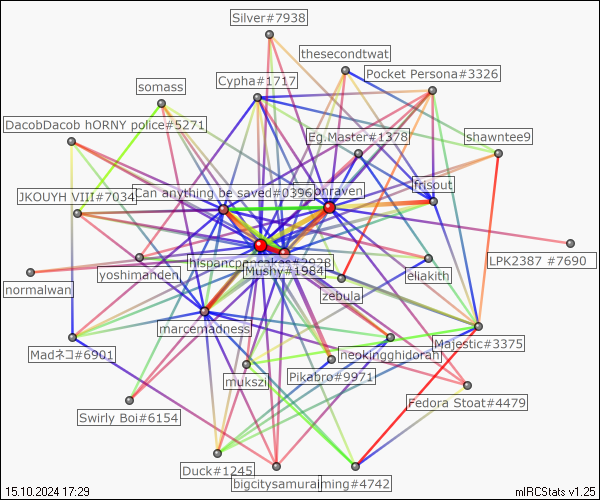 Silver#7938
thesecondtwat
Cypha#1717
Pocket Persona#3326
somass
DacobDacob hORNY police#5271
Eg.Master#1378
shawntee9
frisout
JKOUYH VIII#7034
Can anything be saved#0396
onraven
hispancpancakes#2928
LPK2387 #7690
Mushy#1984
yoshimanden
eliakith
normalwan
zebula
marcemadness
Majestic#3375
Madネコ#6901
neokingghidorah
mukszi
Pikabro#9971
Fedora Stoat#4479
Swirly Boi#6154
Duck#1245
bigcitysamurai
ming#4742
15.10.2024 17:29
mIRCStats v1.25